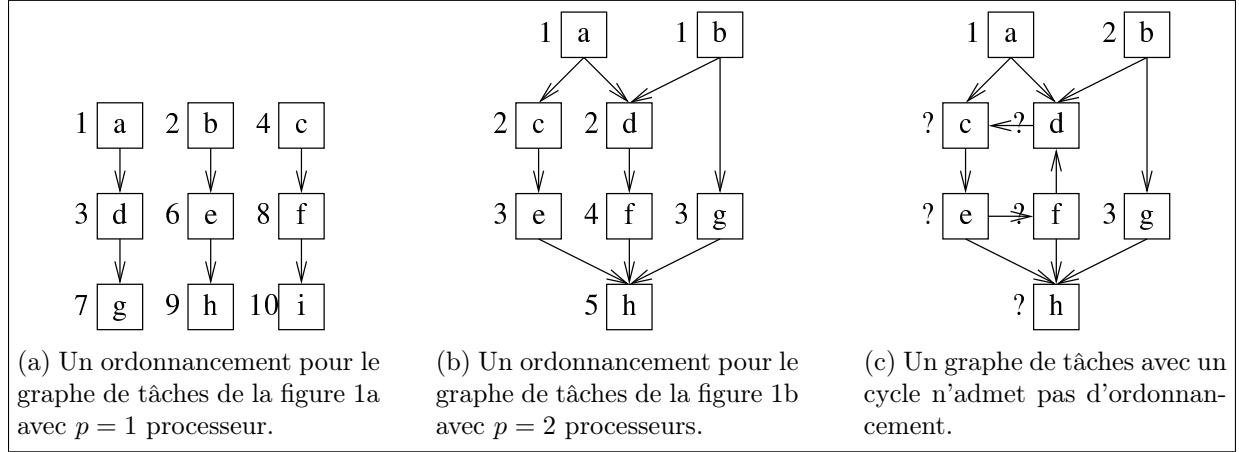 1 a 1 b
1 a 2 b
1 a 2 b 4 c
2 c 2 d
? c ? d
3 d 6 e 8 f
3 e 4 f 3 g
? e ? f 3 g
7 g 9 h 10 i
5 h
? h
(a) Un ordonnancement pour le
graphe de tâches de la figure 1a
avec p = 1 processeur.
(b) Un ordonnancement pour le
graphe de tâches de la figure 1b
avec p = 2 processeurs.
(c) Un graphe de tâches avec un
cycle n'admet pas d'ordonnan-
cement.